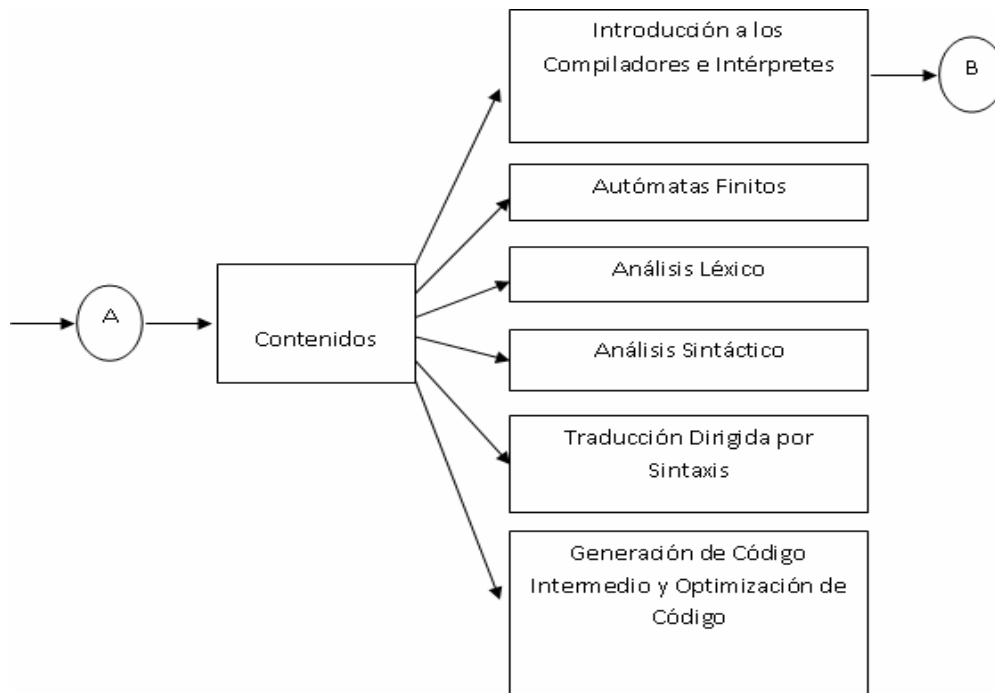 Introducción a los
Compiladores e Intérpretes
B
Autómatas Finitos
Análisis Léxico
A
Contenidos
Análisis Sintáctico
Traducción Dirigida por
Sintaxis
Generación de Código
Intermedio y Optimización de
Código